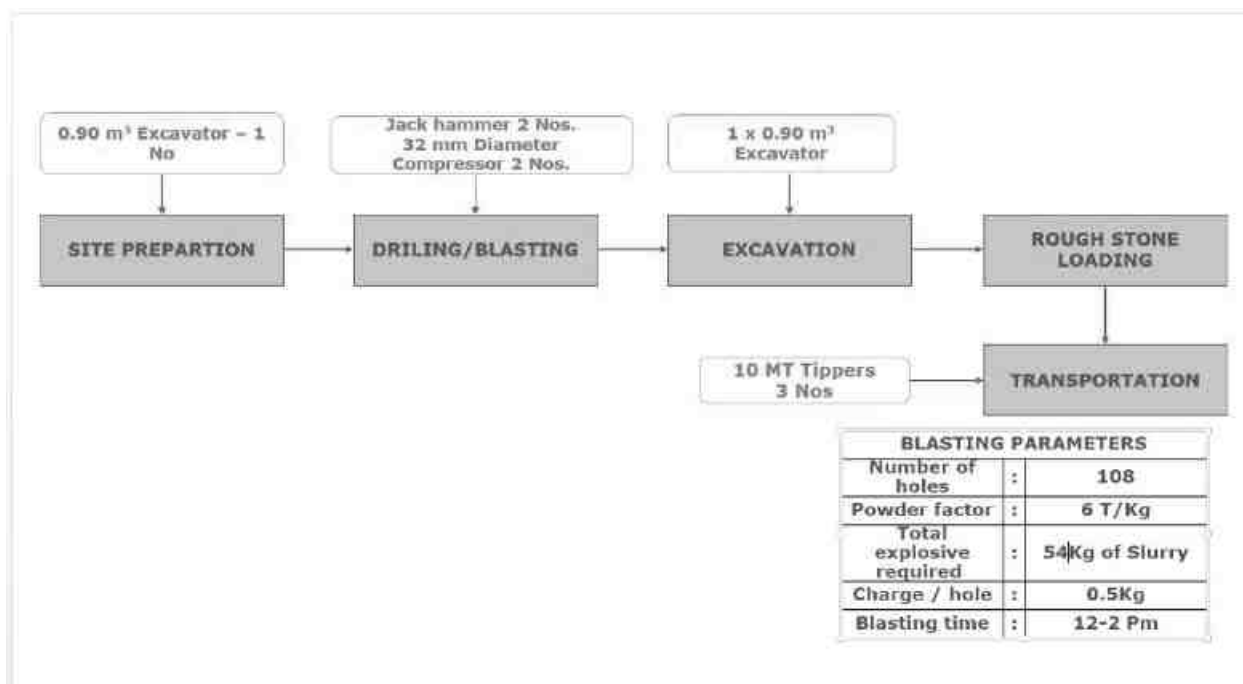 0.90 m³ Excavator – 1
No
Jack hammer 2 Nos.
32 mm Diameter
Compressor 2 Nos.
1 x 0.90 m³
Excavator
SITE PREPARTION
DRILING/BLASTING
EXCAVATION
ROUGH STONE
LOADING
10 MT Tippers
3 Nos
TRANSPORTATION
BLASTING PARAMETERS
Number of
holes : 108
Powder factor : 6 T/Kg
Total
explosive
required : 54Kg of Slurry
Charge / hole : 0.5Kg
Blasting time : 12-2 Pm